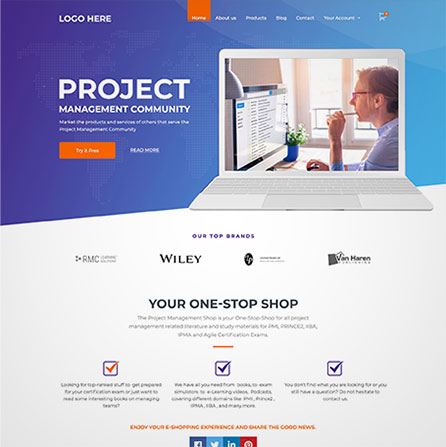 LOGO HERE
Home About us Products Blog Contact Your Account
PROJECT
MANAGEMENT COMMUNITY
Market the products and services of others that serve the
Project Management Community
Try it Free READ MORE
OUR TOP BRANDS
RMC WILEY Van Haren
YOUR ONE-STOP SHOP
The Project Management Shop is your One-Stop-Shop for all project
management related literature and study materials for PMI, PRINCE2, IIBA,
IPMA and Agile Certification Exams.
Looking for top-ranked stuff to get prepared
for your certification exam or just want to
read some interesting books on managing
teams?
We have all you need from books, to exam
simulators to e-Learning videos, Podcasts,
covering different domains like PMI, Prince2,
IPMA, XBA, and many more.
You don't find what you are looking for or you
still have a question? Do not hesitate to
contact us.
ENJOY YOUR E-SHOPPING EXPERIENCE AND SHARE THE GOOD NEWS.